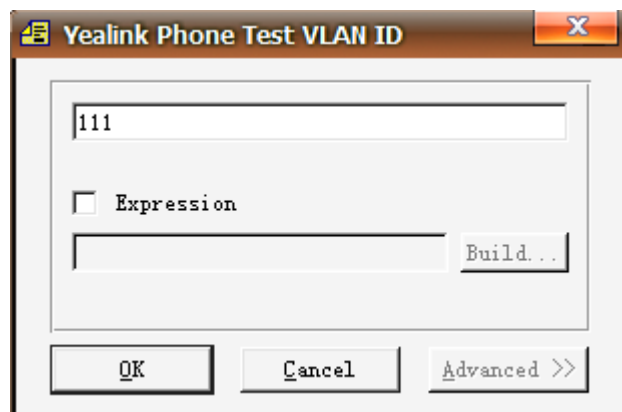 Yealink Phone Test VLAN ID
111
Expression
Build...
OK Cancel Advanced >>